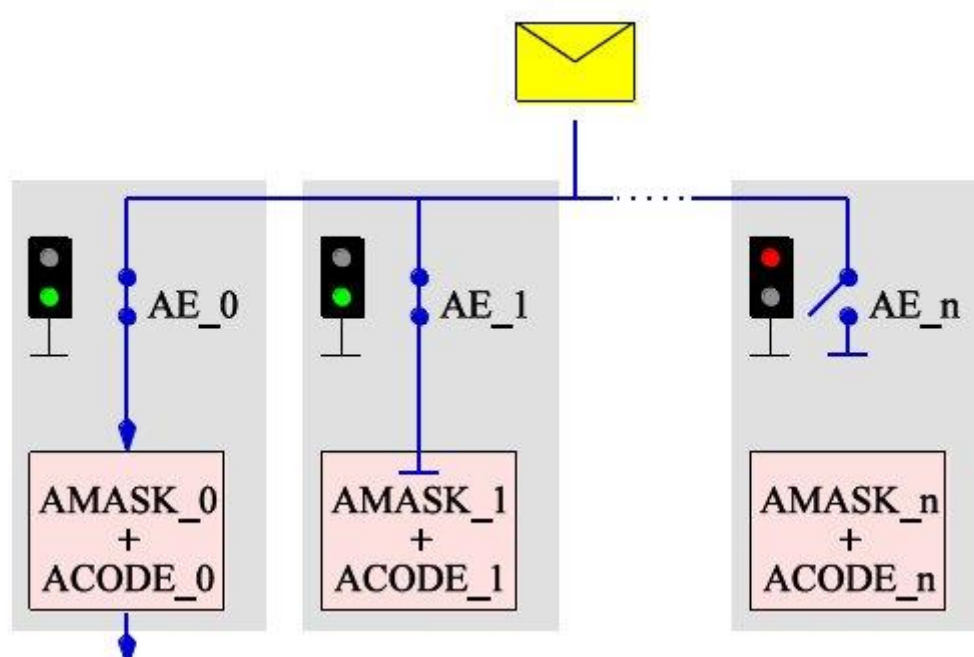 AE_0
AE_1
AE_n
AMASK_0
+
ACODE_0
AMASK_1
+
ACODE_1
AMASK_n
+
ACODE_n